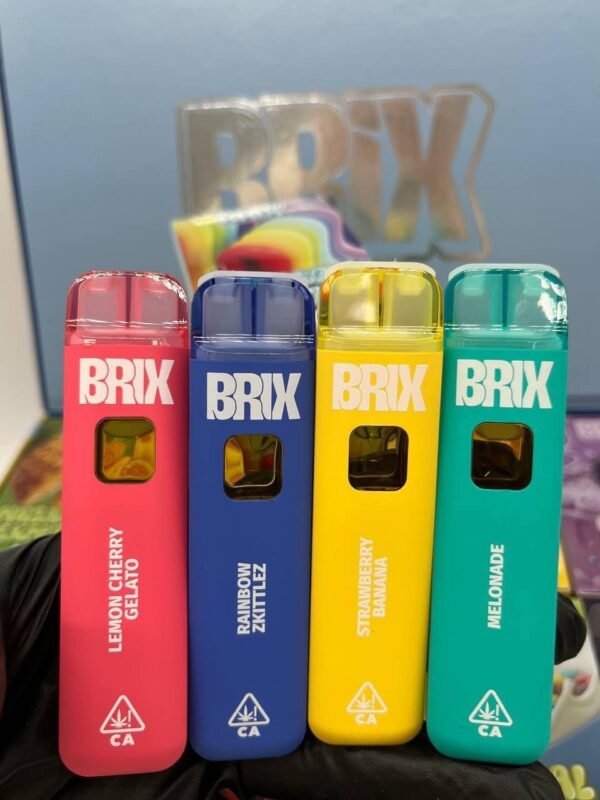 BRIX
BRIX
LEMON CHERRY
GELATO
CA
BRIX
RAINBOW
ZKITTLEZ
CA
BRIX
STRAWBERRY
BANANA
CA
BRIX
MELONADE
CA